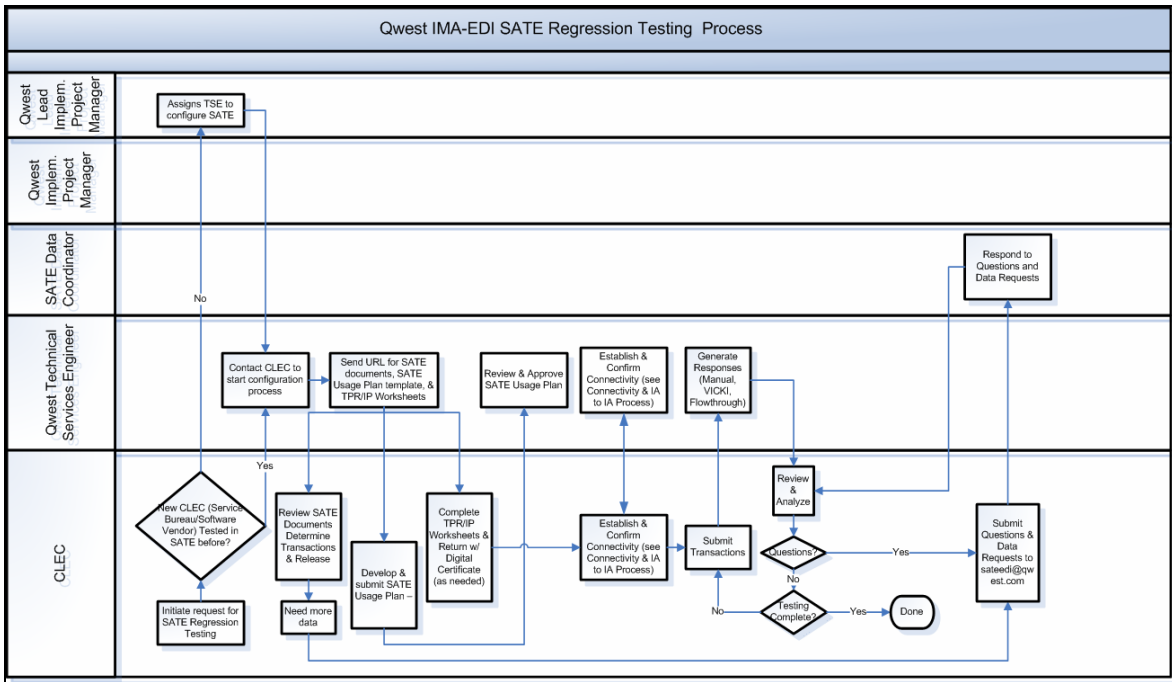 Qwest IMA-EDI SATE Regression Testing  Process
Qwest
Lead
Implem.
Project
Manager
Assigns TSE to
configure SATE
Qwest
Implem.
Project
Manager
SATE Data
Coordinator
Respond to
Questions and
Data Requests
No
Qwest Technical
Services Engineer
Contact CLEC to
start configuration
process
Send URL for SATE
documents, SATE
Usage Plan template, &
TPR/IP Worksheets
Review & Approve
SATE Usage Plan
Establish &
Confirm
Connectivity (see
Connectivity & IA
to IA Process)
Generate
Responses
(Manual,
VICKI,
Flowthrough)
CLEC
Yes
New CLEC (Service
Bureau/Software
Vendor) Tested in
SATE before?
Initiate request for
SATE Regression
Testing
Review SATE
Documents
Determine
Transactions
& Release
Need more
data
Develop &
submit SATE
Usage Plan –
Complete
TPR/IP
Worksheets &
Return w/
Digital
Certificate
(as needed)
Establish &
Confirm
Connectivity (see
Connectivity & IA
to IA Process)
Submit
Transactions
Review
&
Analyze
Questions?
Yes
No
Testing
Complete?
No
Yes
Done
Submit
Questions &
Data
Requests to
sateedi@qw
est.com